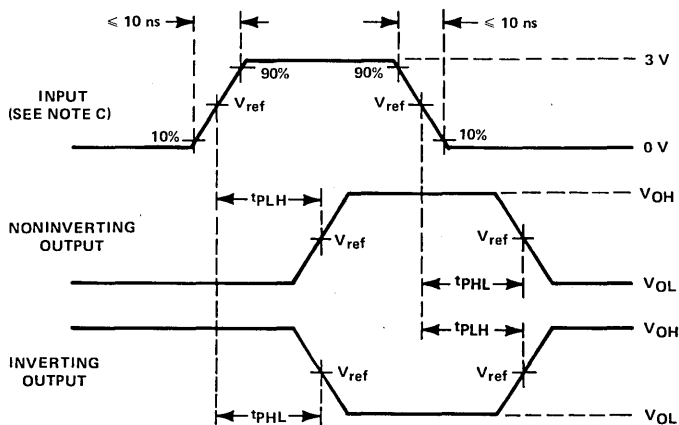 ≤ 10 ns
≤ 10 ns
3 V
90%
90%
INPUT
(SEE NOTE C)
Vref
Vref
10%
10%
0 V
VOH
tPLH
NONINVERTING
OUTPUT
Vref
Vref
tPHL
VOL
tPLH
VOH
INVERTING
OUTPUT
Vref
Vref
tPHL
VOL